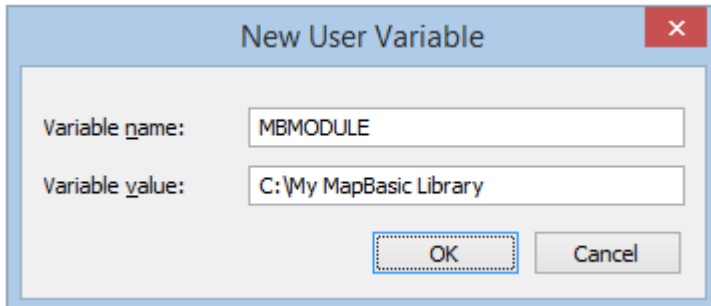 New User Variable
Variable name: MBMODULE
Variable value: C:\My MapBasic Library
OK Cancel